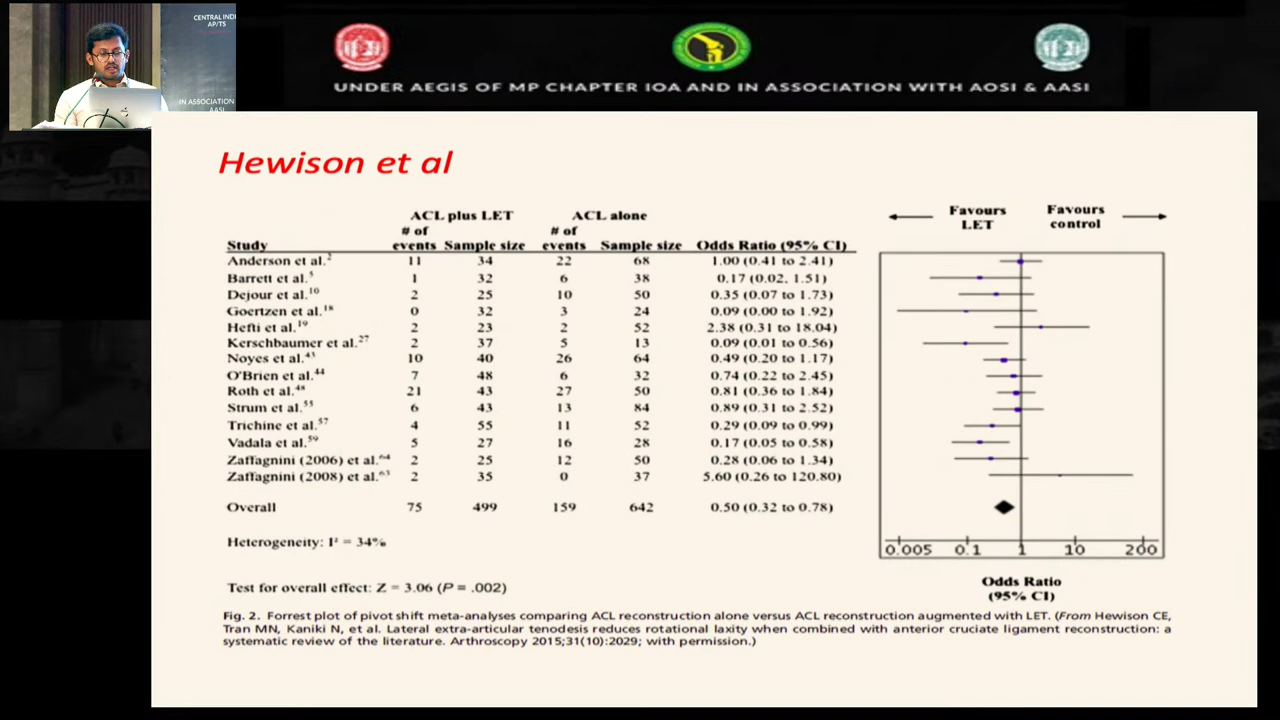 CENTRAL INDI
AP/TS
IN ASSOCIATION
AASI
UNDER AEGIS OF MP CHAPTER IOA AND IN ASSOCIATION WITH AOSI & AASI
Hewison et al
ACL plus LET ACL alone
# of # of
Study events Sample size events Sample size Odds Ratio (95% CI)
Anderson et al.² 11 34 22 68 1.00 (0.41 to 2.41)
Barrett et al.⁵ 1 32 6 38 0.17 (0.02, 1.51)
Dejour et al.¹⁰ 2 25 10 50 0.35 (0.07 to 1.73)
Goertzen et al.¹⁸ 0 32 3 24 0.09 (0.00 to 1.92)
Hefti et al.¹⁹ 2 23 2 52 2.38 (0.31 to 18.04)
Kerschbaumer et al.²⁷ 2 37 5 13 0.09 (0.01 to 0.56)
Noyes et al.⁴³ 10 40 26 64 0.49 (0.20 to 1.17)
O'Brien et al.⁴⁴ 7 48 6 32 0.74 (0.22 to 2.45)
Roth et al.⁴⁸ 21 43 27 50 0.81 (0.36 to 1.84)
Strum et al.⁵⁵ 6 43 13 84 0.89 (0.31 to 2.52)
Trichine et al.⁵⁷ 4 55 11 52 0.29 (0.09 to 0.99)
Vadala et al.⁵⁹ 5 27 16 28 0.17 (0.05 to 0.58)
Zaffagnini (2006) et al.⁶⁴ 2 25 12 50 0.28 (0.06 to 1.34)
Zaffagnini (2008) et al.⁶³ 2 35 0 37 5.60 (0.26 to 120.80)
Overall 75 499 159 642 0.50 (0.32 to 0.78)
Heterogeneity: I² = 34%
Test for overall effect: Z = 3.06 (P = .002)
Favours Favours
LET control
0.005 0.1 1 10 200
Odds Ratio
(95% CI)
Fig. 2. Forrest plot of pivot shift meta-analyses comparing ACL reconstruction alone versus ACL reconstruction augmented with LET. (From Hewison CE,
Tran MN, Kaniki N, et al. Lateral extra-articular tenodesis reduces rotational laxity when combined with anterior cruciate ligament reconstruction: a
systematic review of the literature. Arthroscopy 2015;31(10):2029; with permission.)